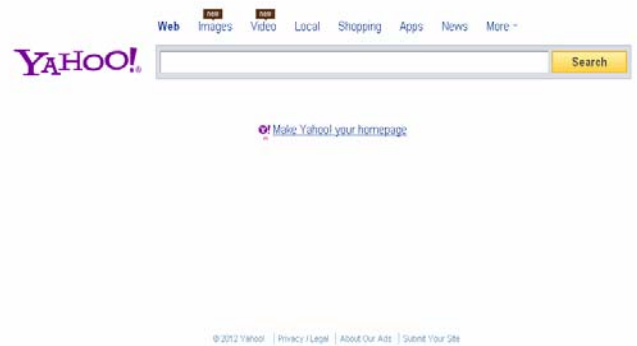 new new
Web Images Video Local Shopping Apps News More
YAHOO!®
Search
Y! Make Yahoo! your homepage
© 2012 Yahoo! | Privacy / Legal | About Our Ads | Submit Your Site